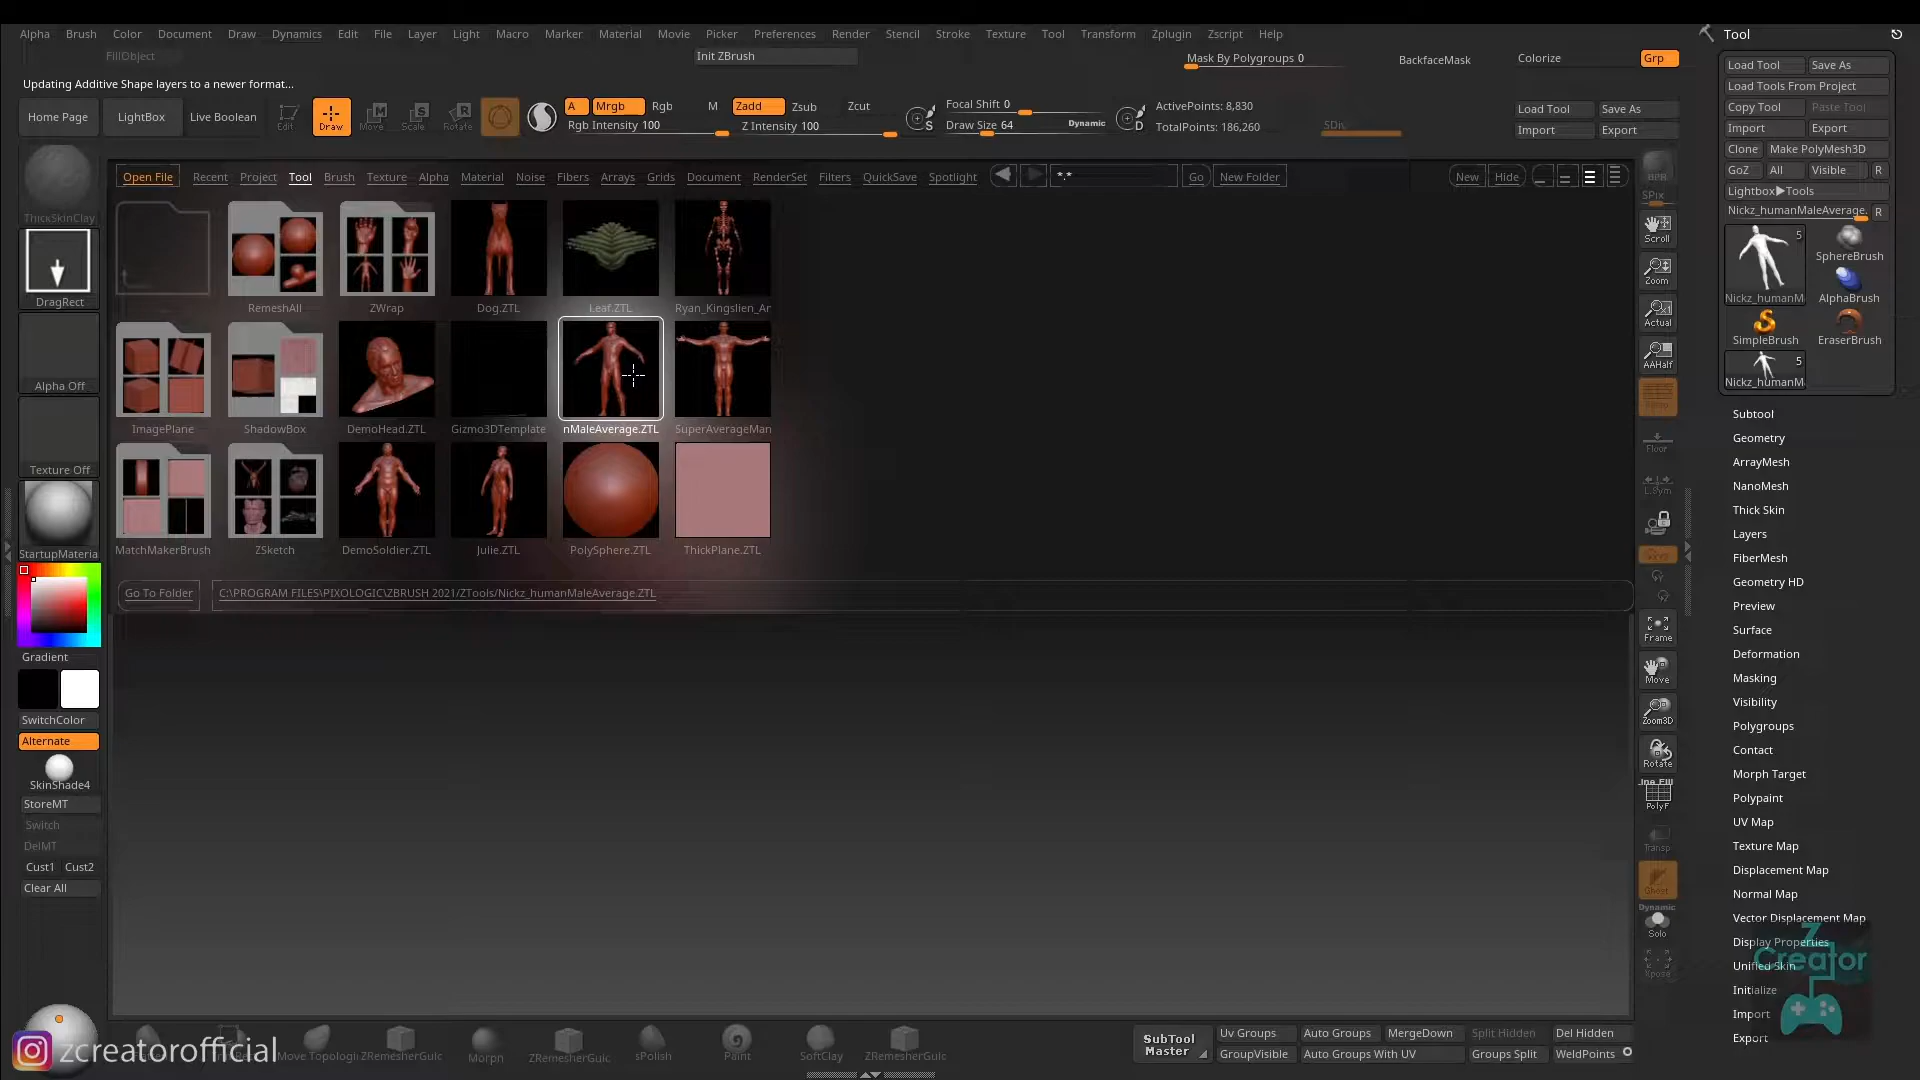 Alpha Brush Color Document Draw Dynamics Edit File Layer Light Macro Marker Material Movie Picker Preferences Render Stencil Stroke Texture Tool Transform Zplugin Zscript Help
Tool
FillObject
Init ZBrush
Mask By Polygroups 0
BackfaceMask
Colorize
Grp
Updating Additive Shape layers to a newer format...
Home Page
LightBox
Live Boolean
Edit
Draw
Move
Scale
Rotate
A
Mrgb
Rgb
M
Rgb Intensity 100
Zadd
Zsub
Zcut
Z Intensity 100
S
Focal Shift 0
Draw Size 64
Dynamic
D
ActivePoints: 8,830
TotalPoints: 186,260
SDiv
Load Tool
Save As
Import
Export
ThickSkinClay
DragRect
Alpha Off
Texture Off
StartupMateria
Gradient
SwitchColor
Alternate
SkinShade4
StoreMT
Switch
DelMT
Cust1 Cust2
Clear All
Open File Recent Project Tool Brush Texture Alpha Material Noise Fibers Arrays Grids Document RenderSet Filters QuickSave Spotlight
*.*
Go
New Folder
New
Hide
RemeshAll
ZWrap
Dog.ZTL
Leaf.ZTL
Ryan_Kingslien_Ar
ImagePlane
ShadowBox
DemoHead.ZTL
Gizmo3DTemplate
nMaleAverage.ZTL
SuperAverageMan
MatchMakerBrush
ZSketch
DemoSoldier.ZTL
Julie.ZTL
PolySphere.ZTL
ThickPlane.ZTL
Go To Folder
C:\PROGRAM FILES\PIXOLOGIC\ZBRUSH 2021/ZTools/Nickz_humanMaleAverage.ZTL
BPR
SPix
Scroll
Zoom
Actual
AAHalf
Floor
L.Sym
Frame
Move
Zoom3D
Rotate
Line Fill
PolyF
Transp
Ghost
Dynamic
Solo
Xpose
Load Tool
Save As
Load Tools From Project
Copy Tool
Paste Tool
Import
Export
Clone
Make PolyMesh3D
GoZ
All
Visible
R
Lightbox▶Tools
Nickz_humanMaleAverage.
R
5
Nickz_humanM
SphereBrush
AlphaBrush
SimpleBrush
EraserBrush
5
Nickz_humanM
Subtool
Geometry
ArrayMesh
NanoMesh
Thick Skin
Layers
FiberMesh
Geometry HD
Preview
Surface
Deformation
Masking
Visibility
Polygroups
Contact
Morph Target
Polypaint
UV Map
Texture Map
Displacement Map
Normal Map
Vector Displacement Map
Display Properties
Unified Skin
Initialize
Import
Export
Z
Creator
zcreatorofficial
Move Topologi
ZRemesherGuic
Morpn
ZRemesherGuic
sPolish
Paint
SoftClay
ZRemesherGuic
SubTool
Master
Uv Groups
Auto Groups
MergeDown
Split Hidden
Del Hidden
GroupVisible
Auto Groups With UV
Groups Split
WeldPoints